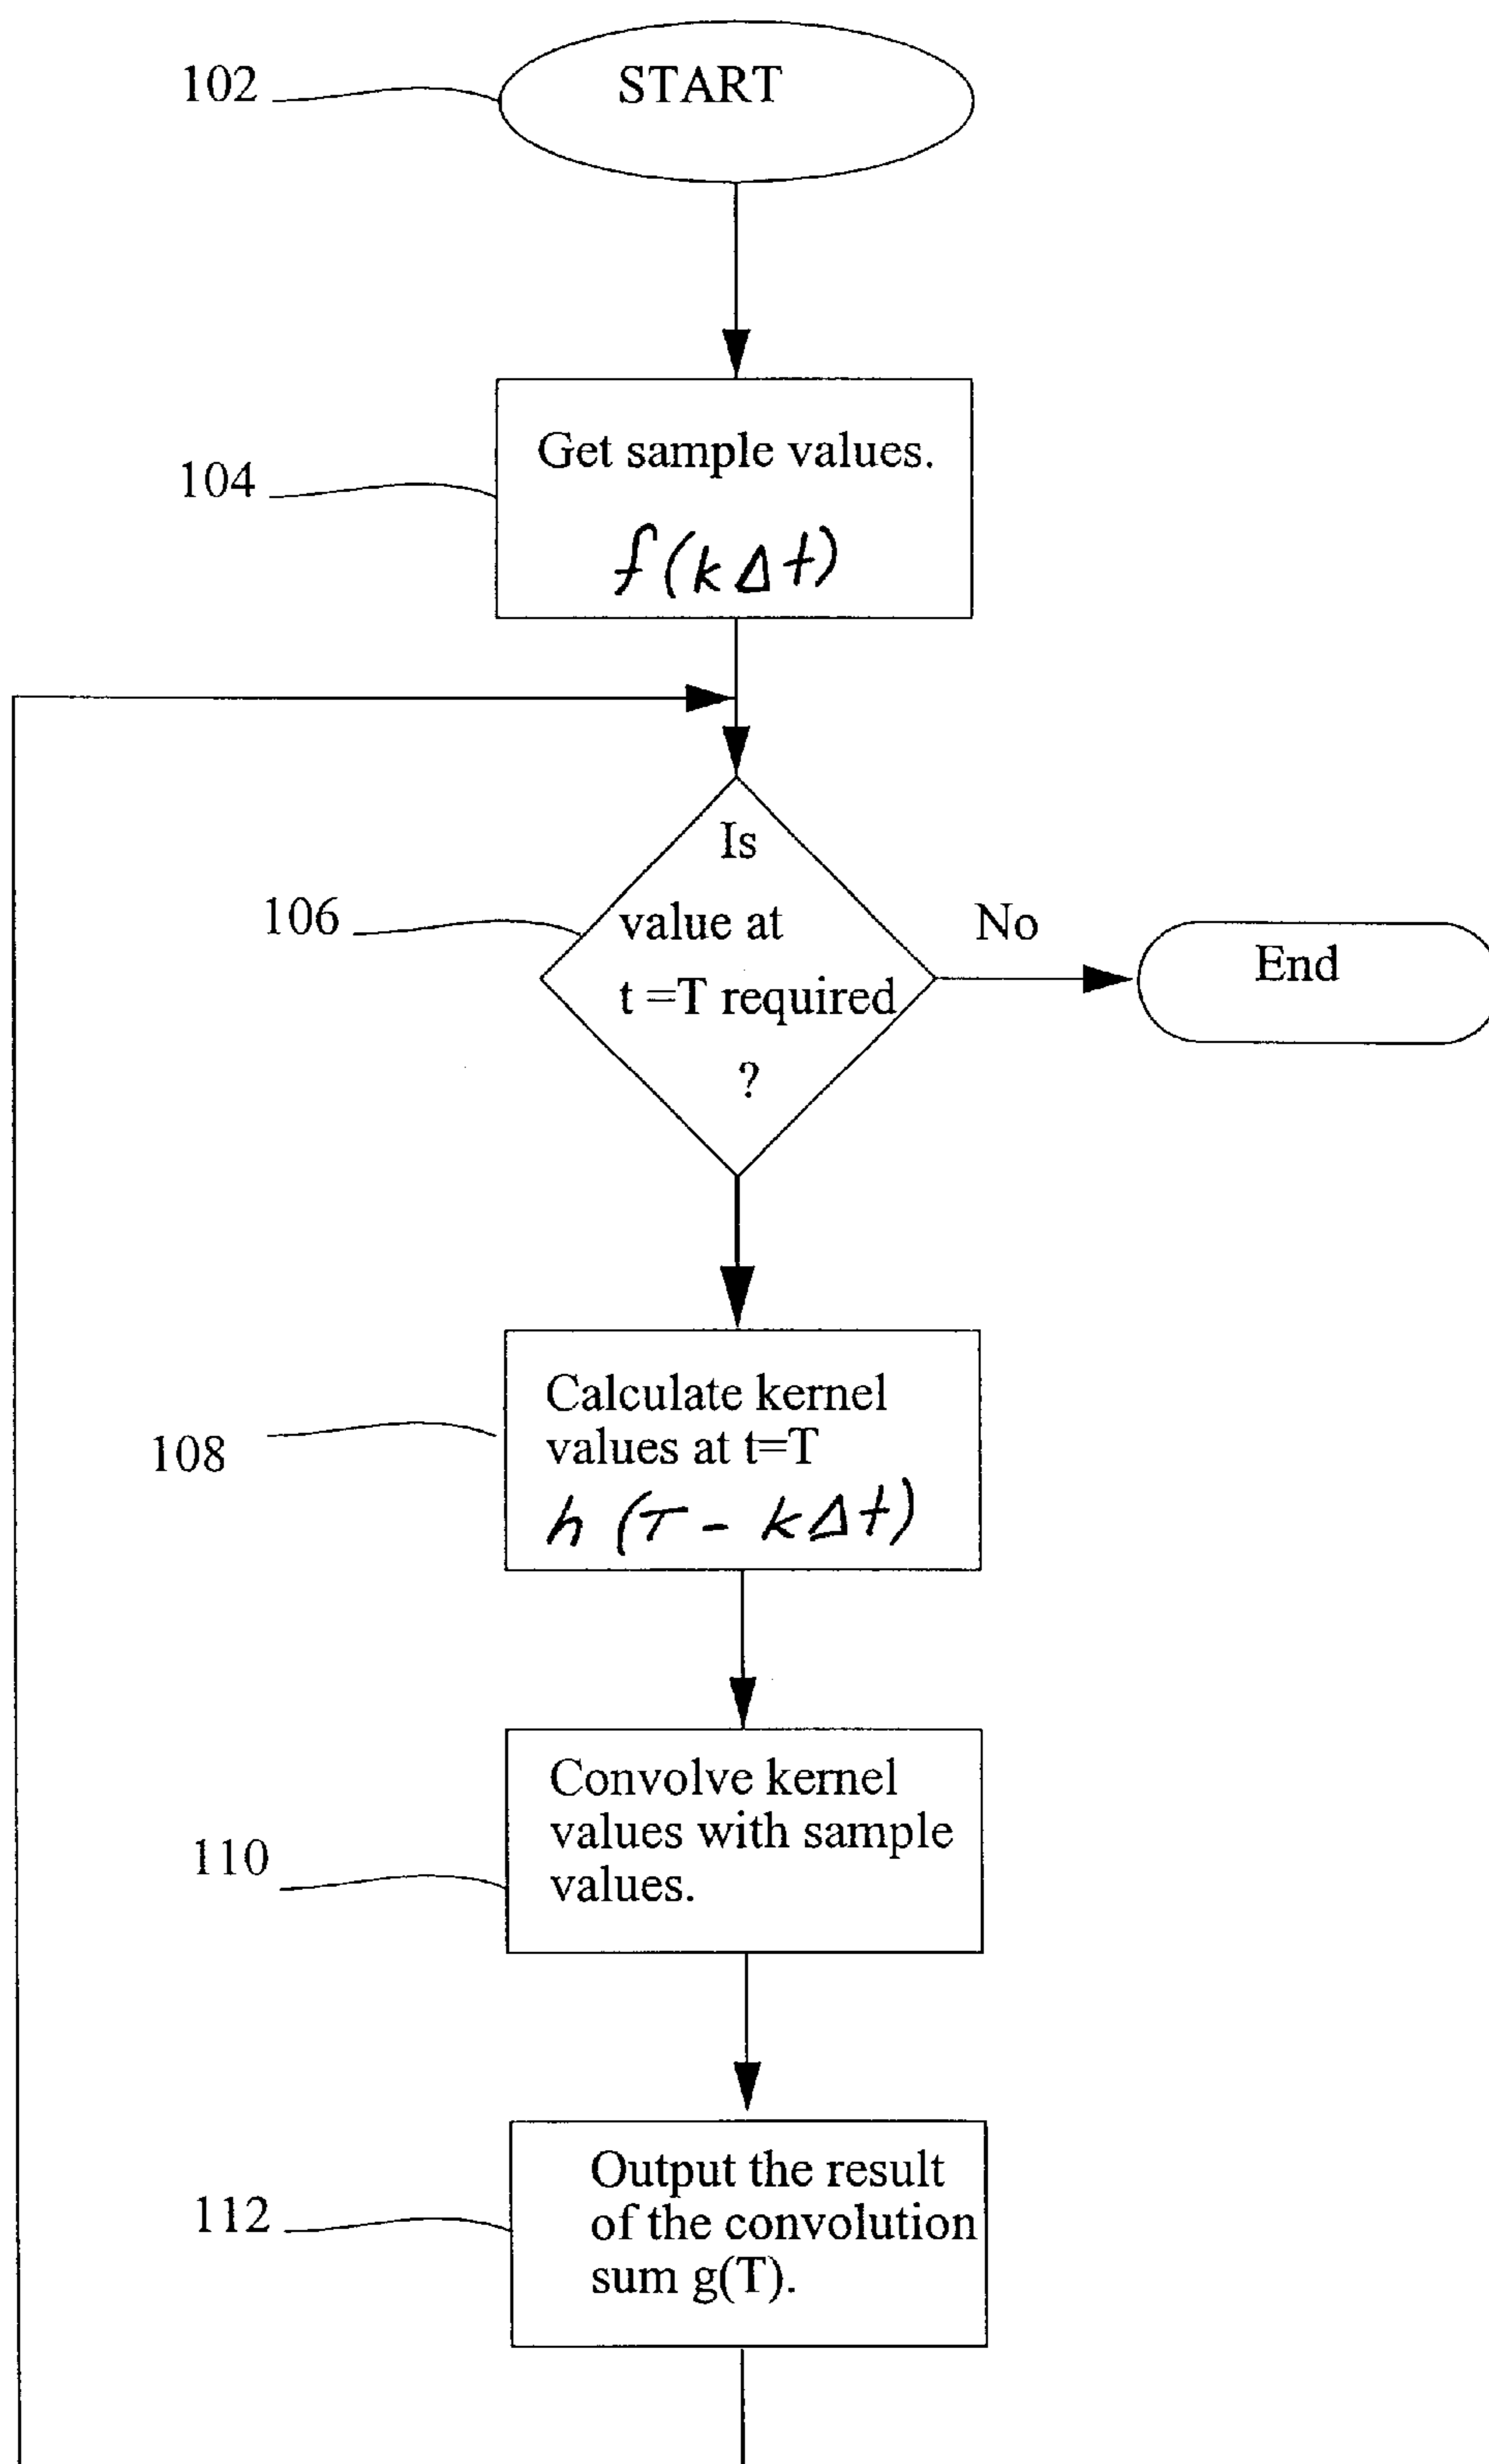 102
START
104
Get sample values.
f(kΔt)
106
Is
value at
t =T required
?
No
End
108
Calculate kernel
values at t=T
h (T - kΔt)
110
Convolve kernel
values with sample
values.
112
Output the result
of the convolution
sum g(T).